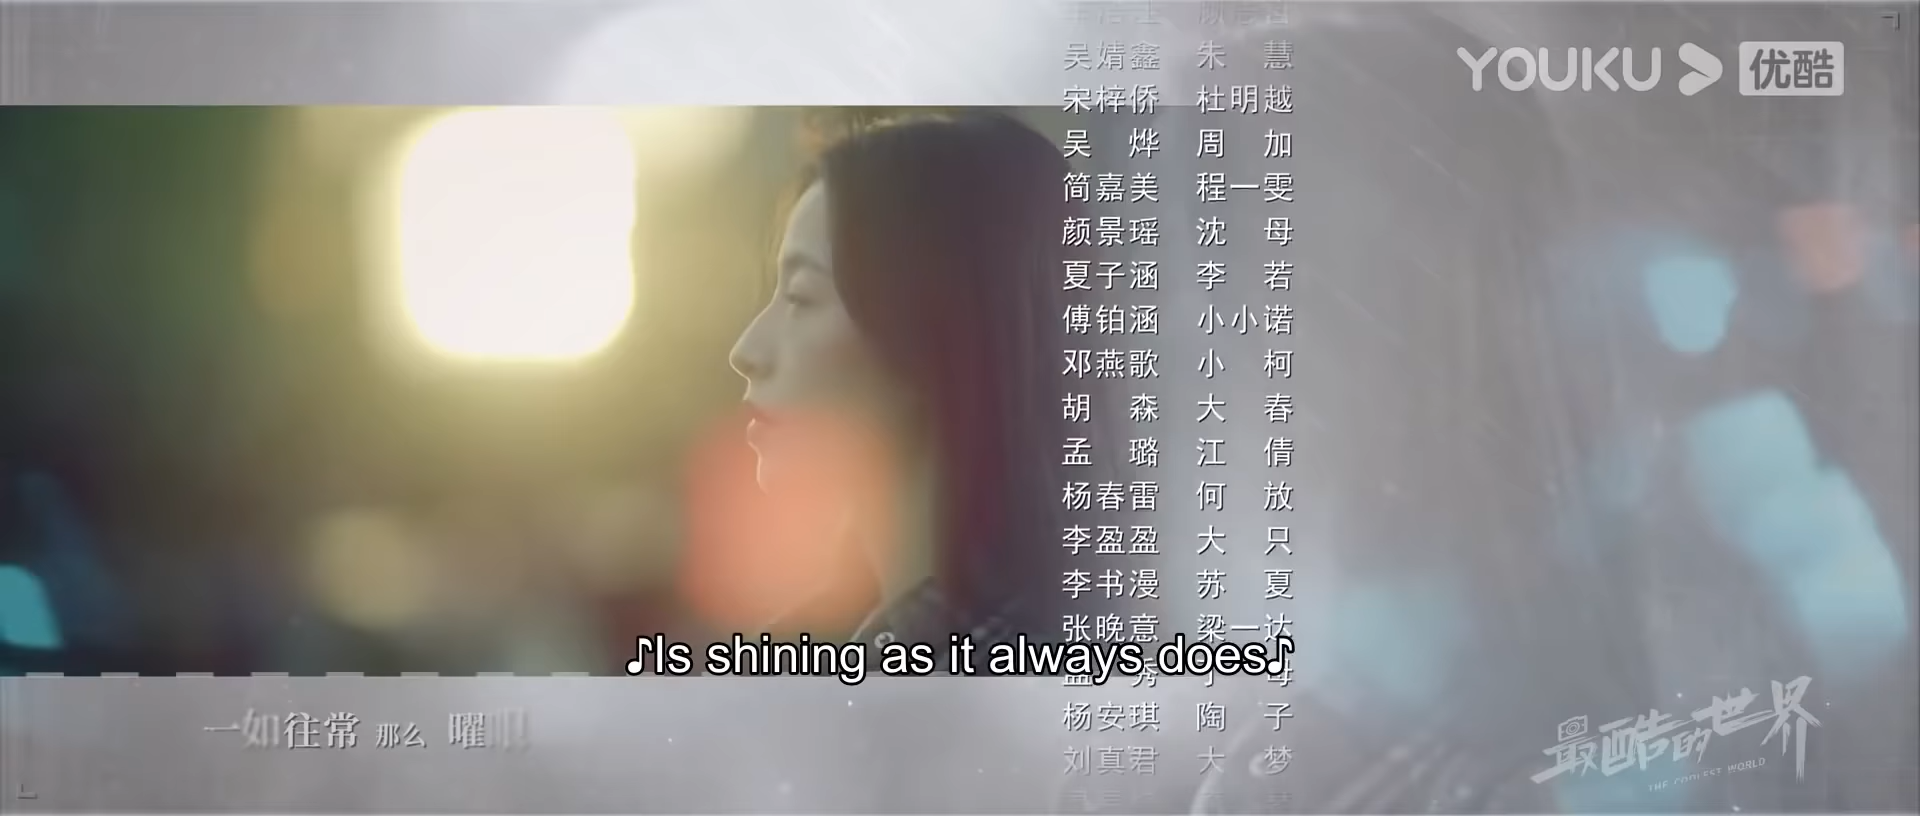 YOUKU 优酷
吴婧鑫 朱慧
宋梓侨 杜明越
吴烨 周加
简嘉美 程一雯
颜景瑶 沈母
夏子涵 李若
傅铂涵 小小诺
邓燕歌 小柯
胡森 大春
孟璐 江倩
杨春雷 何放
李盈盈 大只
李书漫 苏夏
张晚意 梁一达
♪Is shining as it always does♪
杨安琪 陶子
刘真君 大梦
一如往常 那么 曜
最酷的世界
THE COOLEST WORLD